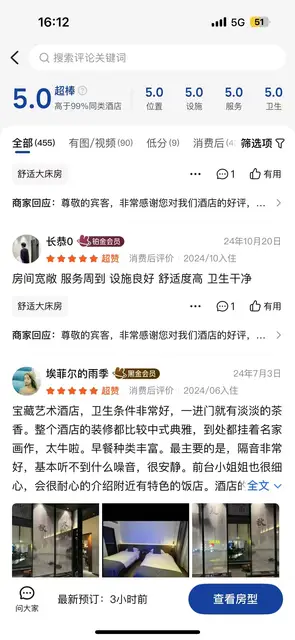 16:12
5G
51
搜索评论关键词
5.0
超棒
高于99%同类酒店
5.0 5.0 5.0 5.0
位置 设施 服务 卫生
全部(455) 有图/视频(90) 低分(9) 消费后(4 筛选项
舒适大床房
1 有用
商家回应：尊敬的宾客，非常感谢您对我们酒店的好评，...
长恭0 铂金会员 24年10月20日
超赞 消费后评价 2024/10入住
房间宽敞 服务周到 设施良好 舒适度高 卫生干净
舒适大床房
1 有用
商家回应：尊敬的宾客，非常感谢您对我们酒店的好评，...
埃菲尔的雨季 黑金会员 24年7月3日
超赞 消费后评价 2024/06入住
宝藏艺术酒店，卫生条件非常好，一进门就有淡淡的茶
香。整个酒店的装修都比较中式典雅，到处都挂着名家
画作，太牛啦。早餐种类丰富。最主要的是，隔音非常
好，基本听不到什么噪音，很安静。前台小姐姐也很细
心，会很耐心的介绍附近有特色的饭店。酒店的 全文
问大家
最新预订：3小时前
查看房型